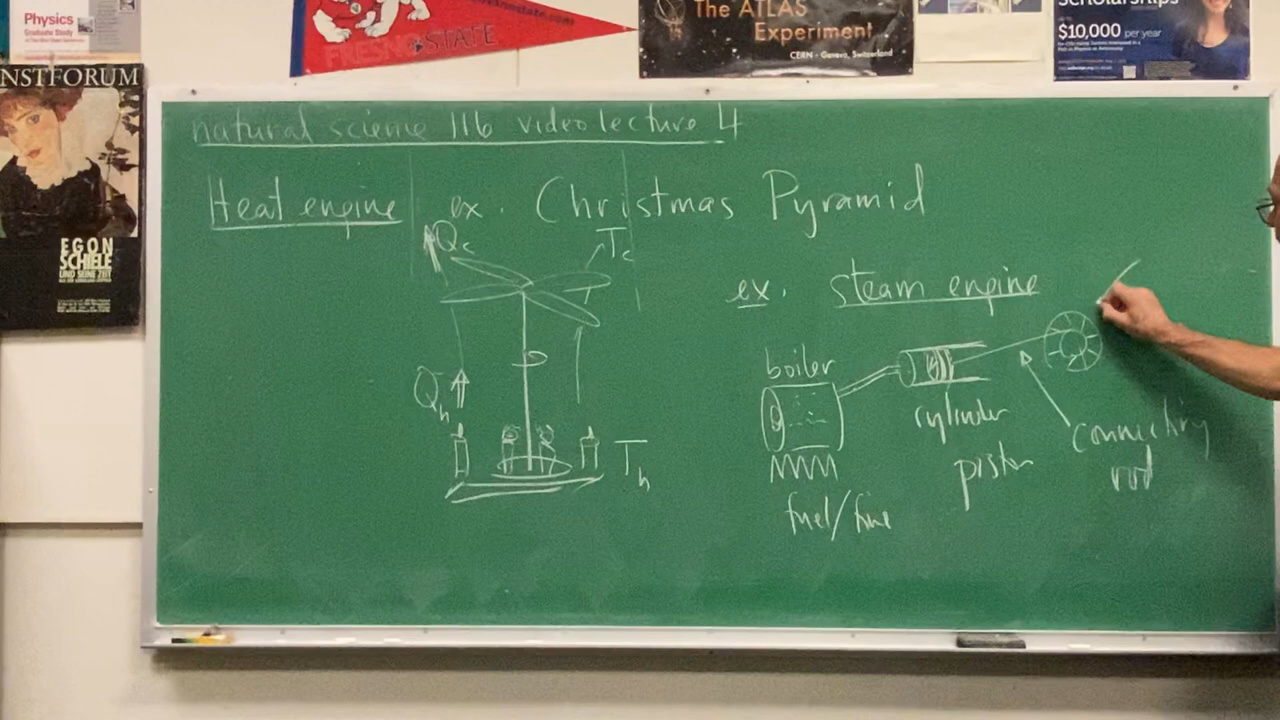 Physics
Graduate Study
FRESNO STATE
The ATLAS
Experiment
CERN - Geneva, Switzerland
Scholarships
$10,000 per year
NSTFORUM
EGON
SCHIELE
UND SEINE ZEIT
natural science 116 video lecture 4
Heat engine ex. Christmas Pyramid
Qc Tc
ex. steam engine
boiler
Qh
cylinder
connecting
rod
piston
Th
fuel/fire